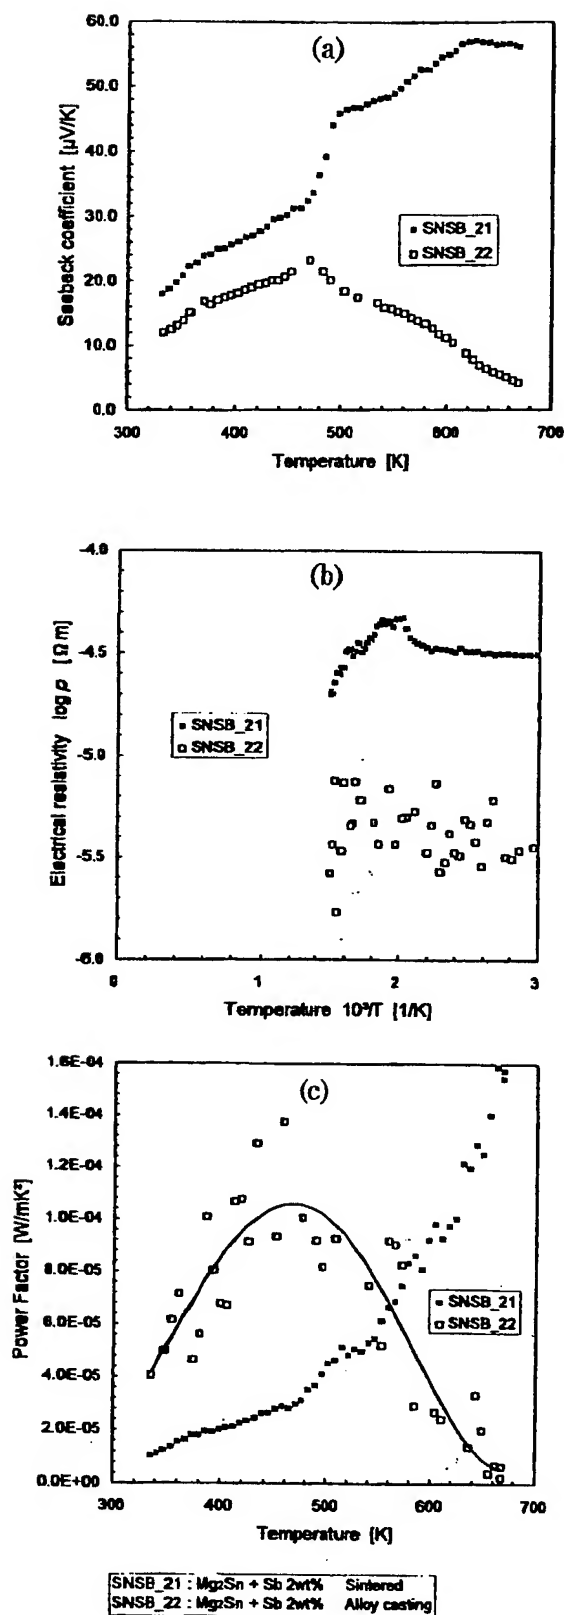 60.0
50.0
40.0
30.0
20.0
10.0
0.0
Seebeck coefficient [μV/K]
(a)
SNSB_21
SNSB_22
300 400 500 600 700
Temperature [K]
-4.0
-4.5
-5.0
-5.5
-6.0
Electrical resistivity log ρ [Ωm]
(b)
SNSB_21
SNSB_22
0 1 2 3
Temperature 10³/T [1/K]
1.6E-04
1.4E-04
1.2E-04
1.0E-04
8.0E-05
6.0E-05
4.0E-05
2.0E-05
0.0E+00
Power Factor [W/mK²]
(c)
SNSB_21
SNSB_22
300 400 500 600 700
Temperature [K]
SNSB_21 : Mg₂Sn + Sb 2wt% Sintered
SNSB_22 : Mg₂Sn + Sb 2wt% Alloy casting